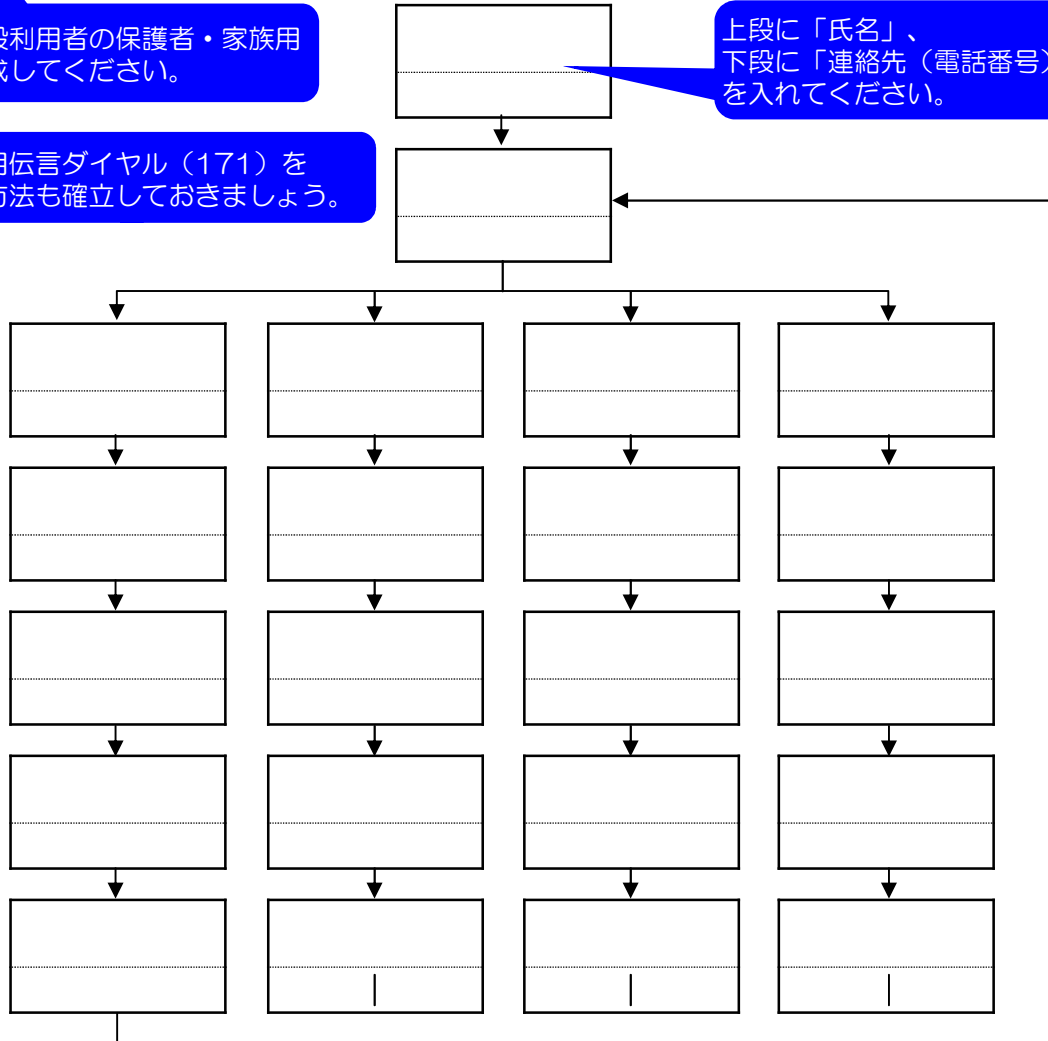 設利用者の保護者・家族用
成してください。
上段に「氏名」、
下段に「連絡先（電話番号）
を入れてください。
用伝言ダイヤル（171）を
方法も確立しておきましょう。